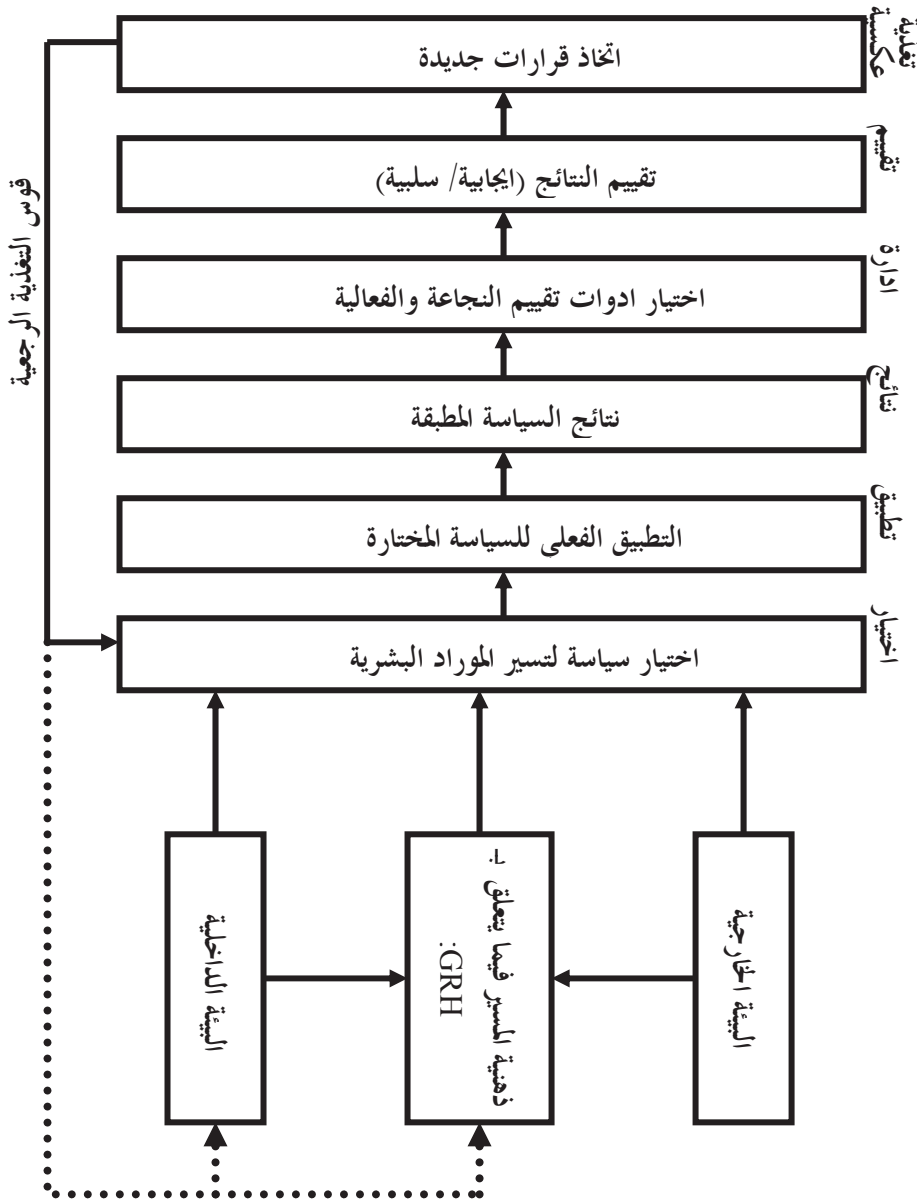 تغذية
عكسية
اتخاذ قرارات جديدة
تقييم
تقييم النتائج (ايجابية/ سلبية)
ادارة
اختيار ادوات تقييم النجاعة والفعالية
نتائج
نتائج السياسة المطبقة
تطبيق
التطبيق الفعلى للسياسة المختارة
اختيار
اختيار سياسة لتسير الموراد البشرية
قوس التغذية الرجعية
البيئة الخارجية
ذهنية المسير فيما يتعلق بـ
GRH:
البيئة الداخلية